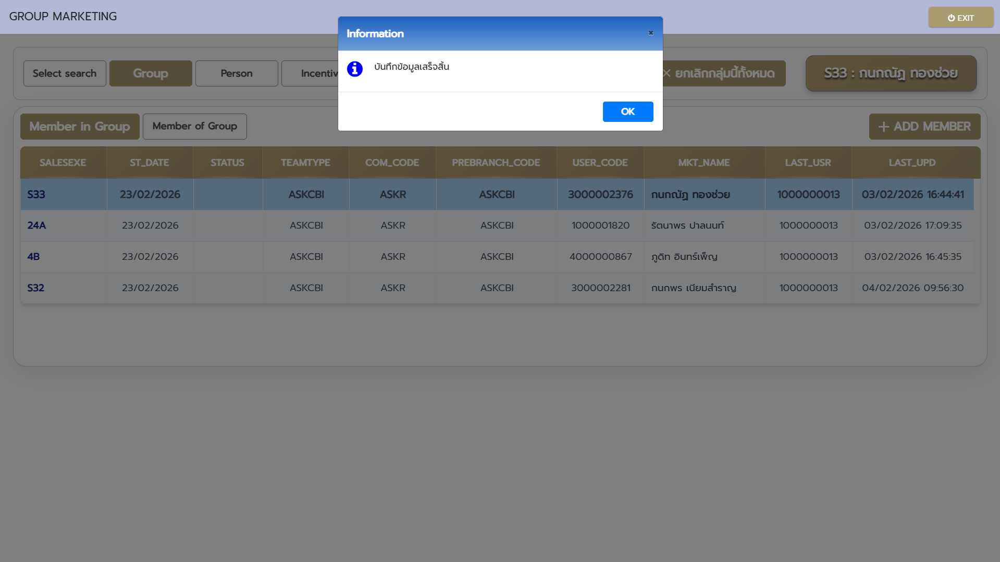 GROUP MARKETING
EXIT
Information
บันทึกข้อมูลเสร็จสิ้น
OK
Select search
Group
Person
Incentiv
ยกเลิกกลุ่มนี้ทั้งหมด
S33 : กนกณัฏ ทองช่วย
Member in Group
Member of Group
ADD MEMBER
SALESEXE ST_DATE STATUS TEAMTYPE COM_CODE PREBRANCH_CODE USER_CODE MKT_NAME LAST_USR LAST_UPD
S33 23/02/2026 ASKCBI ASKR ASKCBI 3000002376 กนกณัฏ ทองช่วย 1000000013 03/02/2026 16:44:41
24A 23/02/2026 ASKCBI ASKR ASKCBI 1000001820 รัตนาพร ปาลนนท์ 1000000013 03/02/2026 17:09:35
4B 23/02/2026 ASKCBI ASKR ASKCBI 4000000867 ภูดิท อินทร์เพ็ญ 1000000013 03/02/2026 16:45:35
S32 23/02/2026 ASKCBI ASKR ASKCBI 3000002281 กนกพร เนียมสำราญ 1000000013 04/02/2026 09:56:30